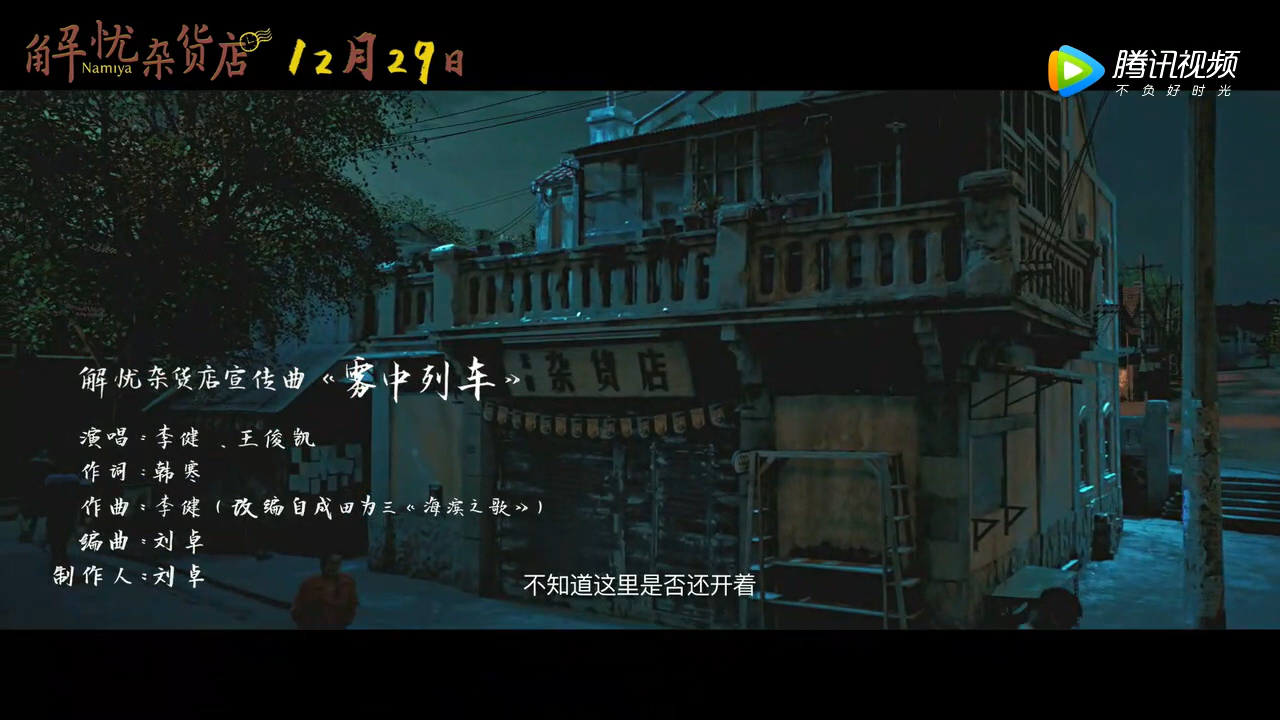 解忧杂货店
Namiya
12月29日
腾讯视频
不负好时光
杂货店
解忧杂货店宣传曲《雾中列车》
演唱：李健、王俊凯
作词：韩寒
作曲：李健（改编自成田为三《海滨之歌》）
编曲：刘卓
制作人：刘卓
不知道这里是否还开着